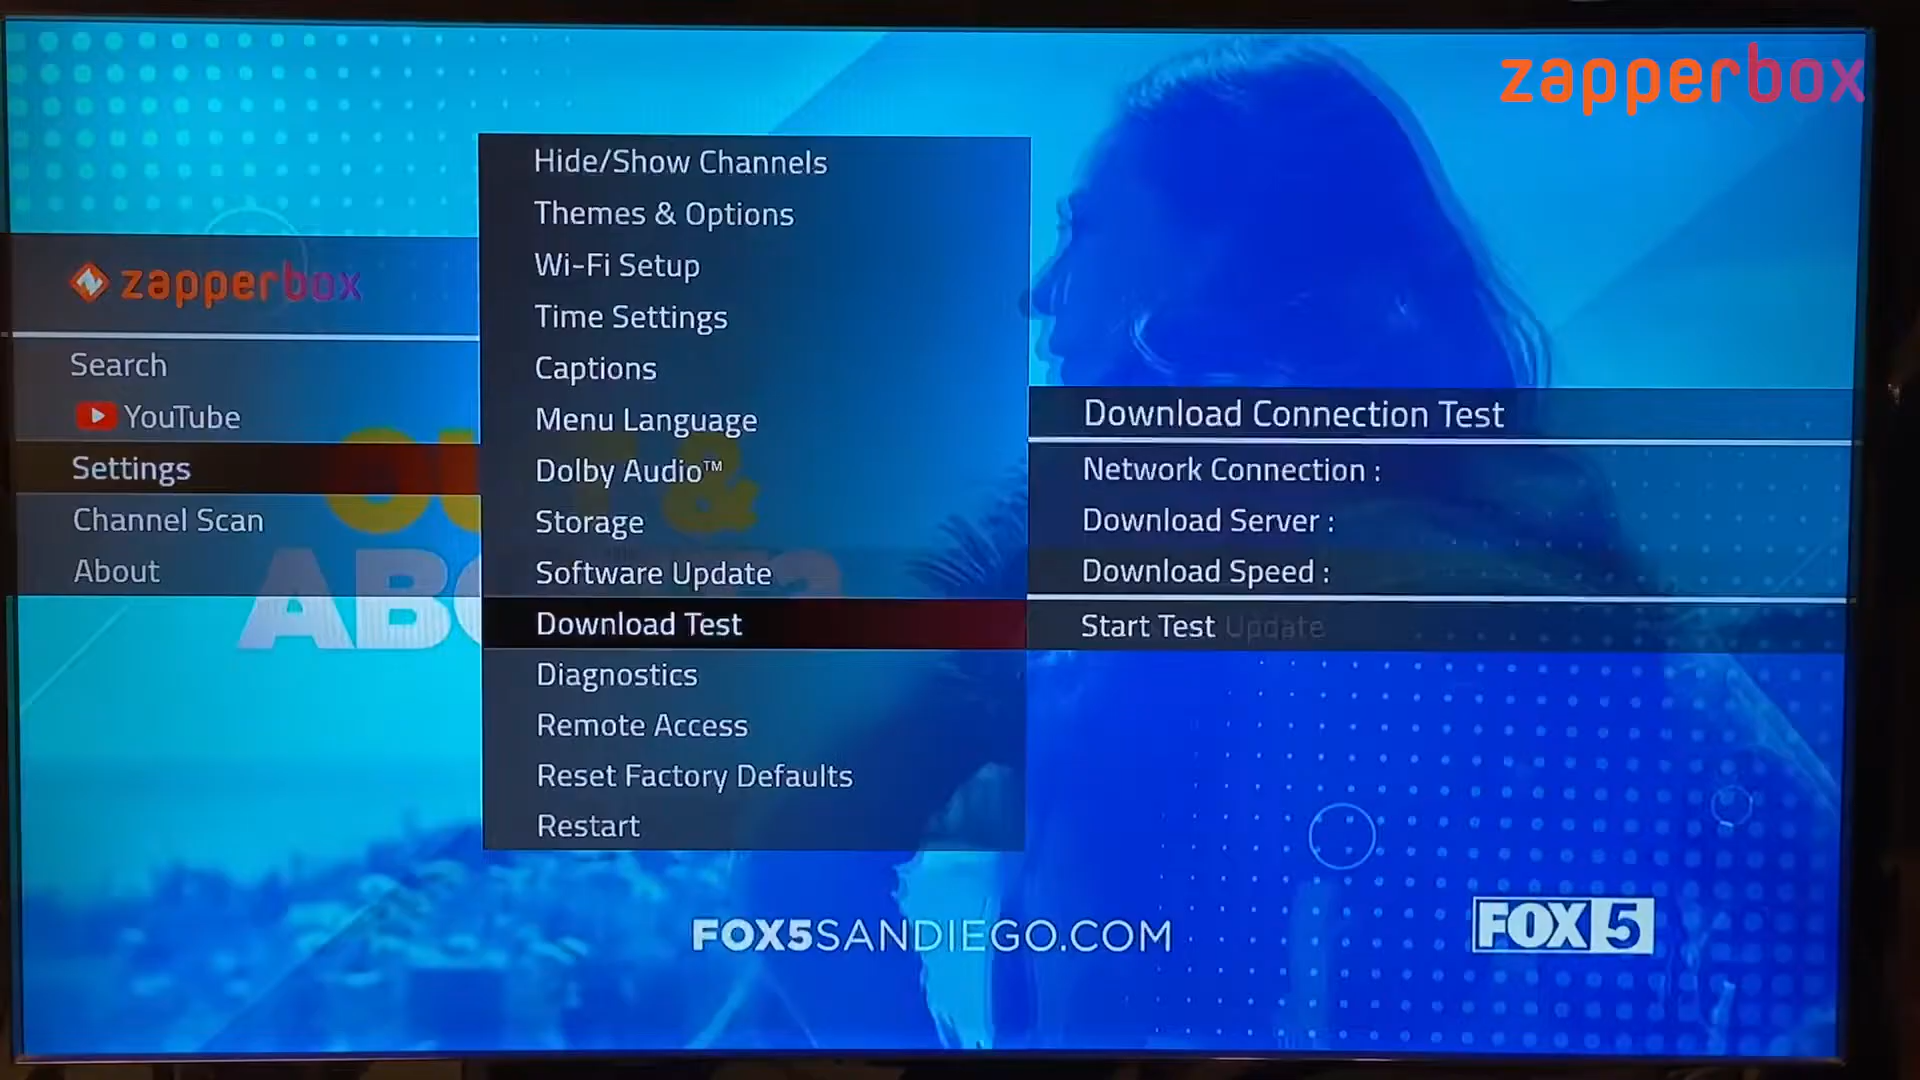 zapperbox
zapperbox
Search
YouTube
Settings
Channel Scan
About
Hide/Show Channels
Themes & Options
Wi-Fi Setup
Time Settings
Captions
Menu Language
Dolby Audio™
Storage
Software Update
Download Test
Diagnostics
Remote Access
Reset Factory Defaults
Restart
Download Connection Test
Network Connection :
Download Server :
Download Speed :
Start Test Update
FOX5SANDIEGO.COM
FOX 5